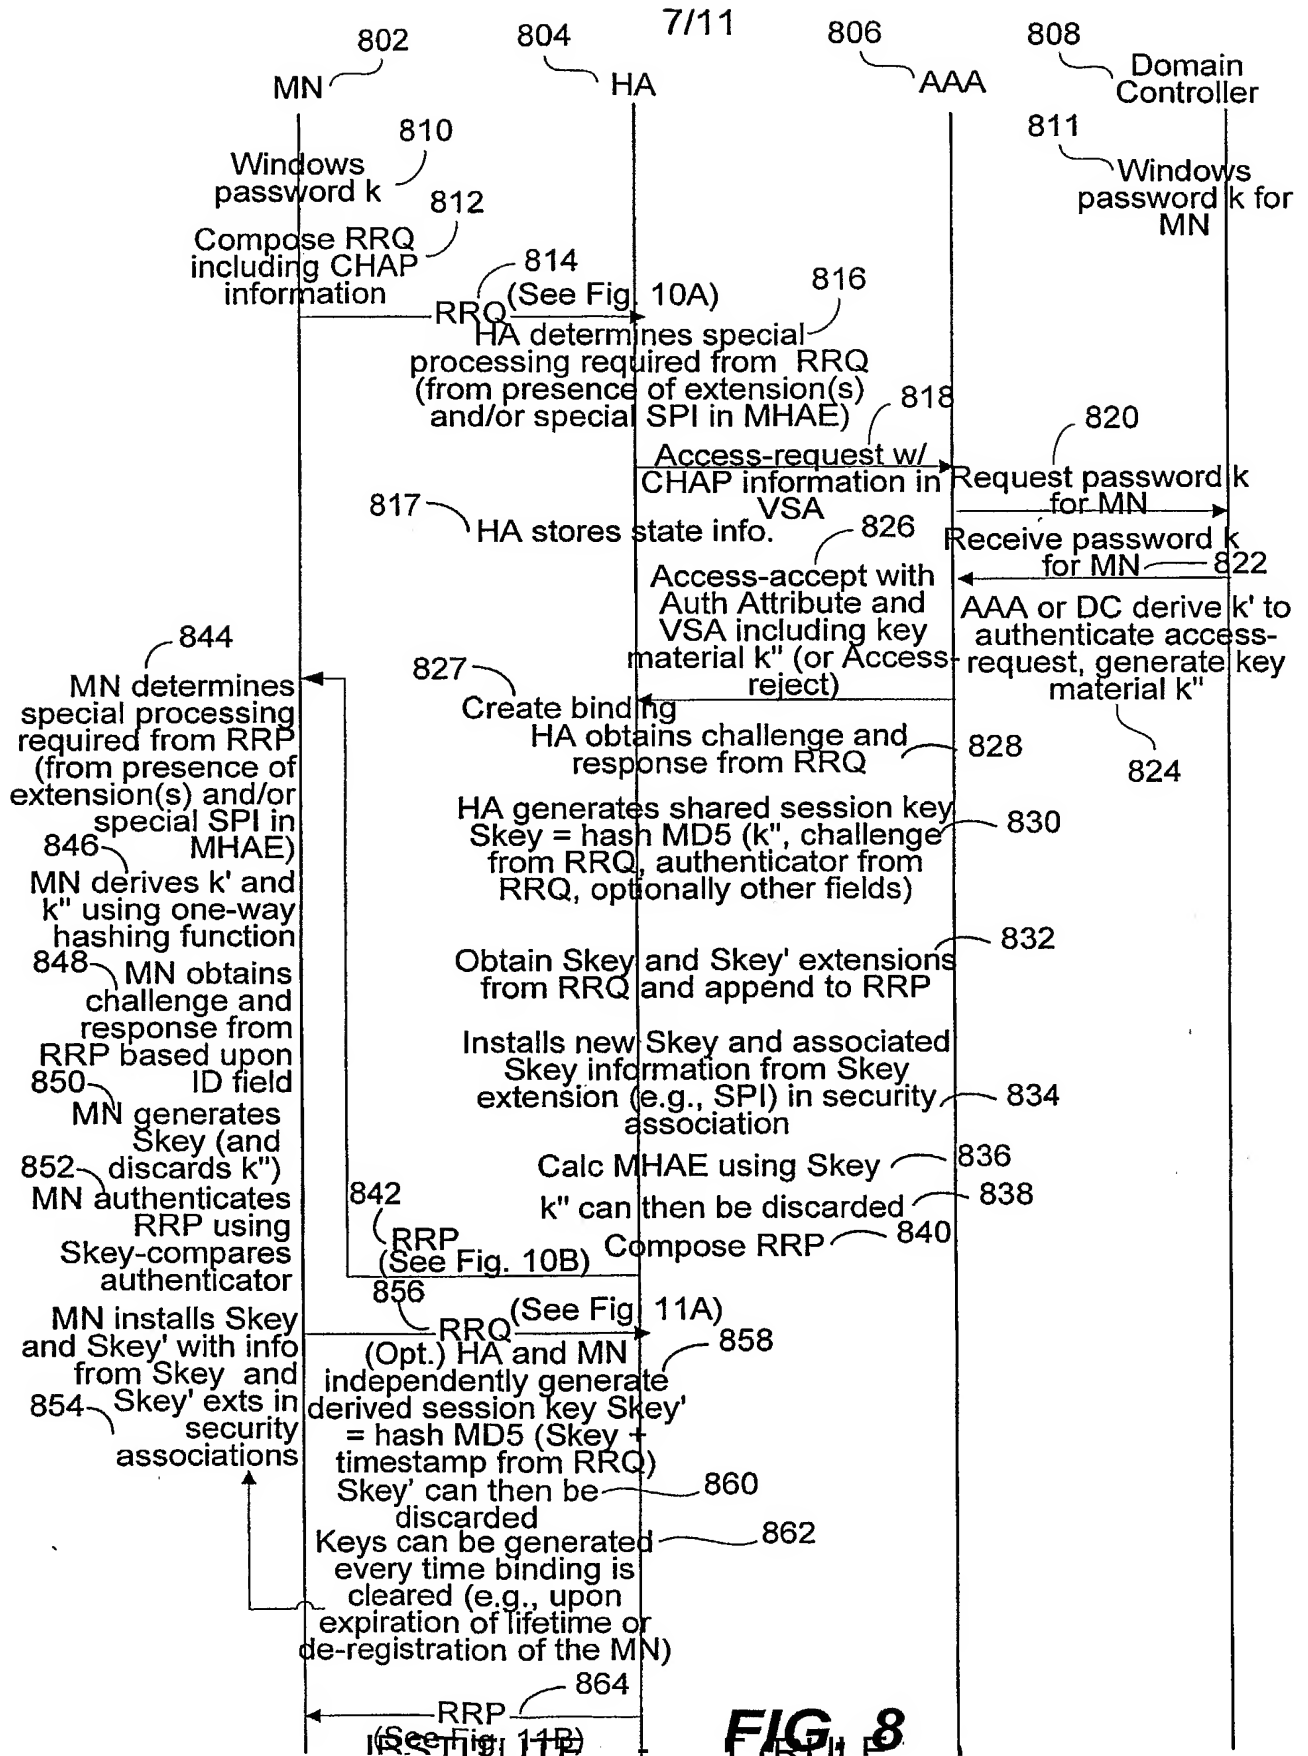 7/11
802
804
806
808
MN
HA
AAA
Domain
Controller
810
811
Windows
password k
Windows
password k for
MN
812
Compose RRQ
including CHAP
information
814
RRQ (See Fig. 10A)
816
HA determines special
processing required from RRQ
(from presence of extension(s)
and/or special SPI in MHAE)
818
820
Access-request w/
CHAP information in
VSA
Request password k
for MN
817
HA stores state info.
826
Receive password k
for MN 822
Access-accept with
Auth Attribute and
VSA including key
material k" (or Access-
reject)
AAA or DC derive k' to
authenticate access-
request, generate key
material k"
824
844
MN determines
special processing
required from RRP
(from presence of
extension(s) and/or
special SPI in
MHAE)
827
Create binding
HA obtains challenge and
response from RRQ
828
HA generates shared session key
Skey = hash MD5 (k", challenge
from RRQ, authenticator from
RRQ, optionally other fields)
830
846
MN derives k' and
k" using one-way
hashing function
832
Obtain Skey and Skey' extensions
from RRQ and append to RRP
848
MN obtains
challenge and
response from
RRP based upon
ID field
Installs new Skey and associated
Skey information from Skey
extension (e.g., SPI) in security
association
834
850
MN generates
Skey (and
discards k")
Calc MHAE using Skey
836
852
MN authenticates
RRP using
Skey-compares
authenticator
k" can then be discarded
838
842
RRP
(See Fig. 10B)
Compose RRP
840
856
RRQ (See Fig. 11A)
MN installs Skey
and Skey' with info
from Skey and
Skey' exts in
security
associations
854
(Opt.) HA and MN
independently generate
derived session key Skey'
= hash MD5 (Skey +
timestamp from RRQ)
858
Skey' can then be
discarded
860
Keys can be generated
every time binding is
cleared (e.g., upon
expiration of lifetime or
de-registration of the MN)
862
864
RRP
(See Fig. 11B)
FIG. 8